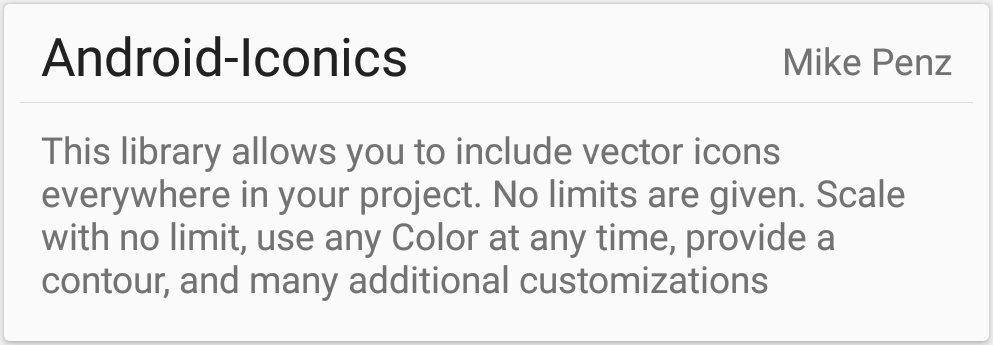 Android-Iconics
Mike Penz
This library allows you to include vector icons
everywhere in your project. No limits are given. Scale
with no limit, use any Color at any time, provide a
contour, and many additional customizations